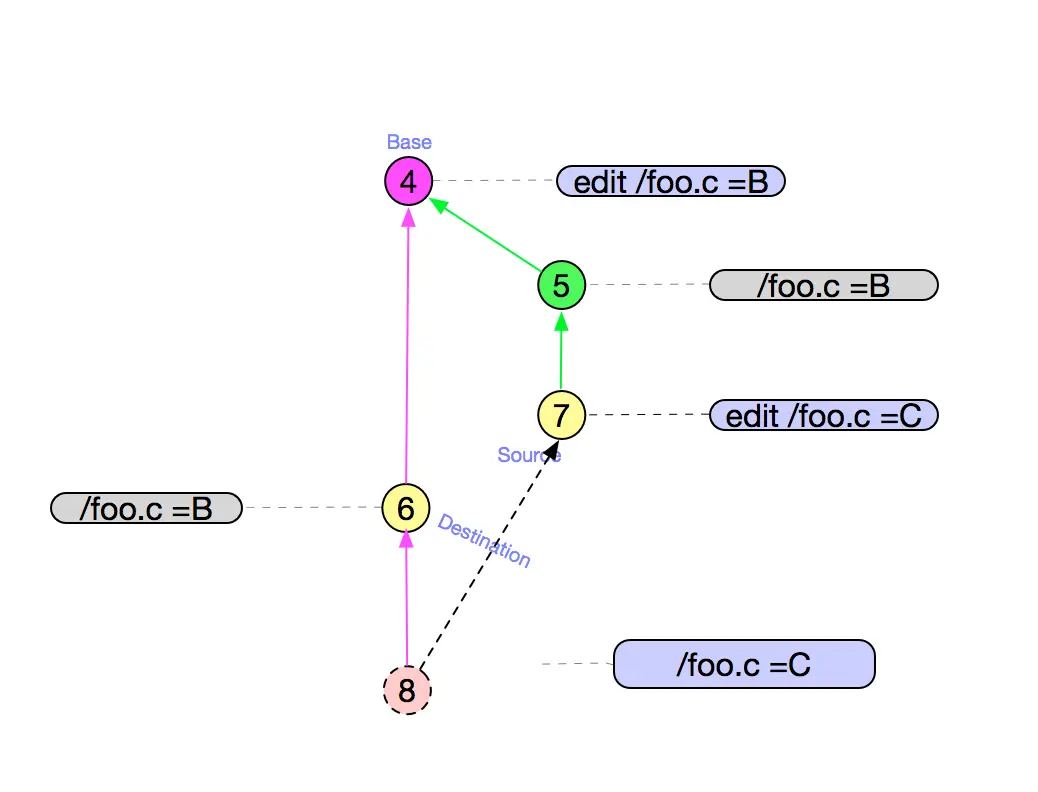 Base
4
edit /foo.c =B
5
/foo.c =B
7
edit /foo.c =C
Source
/foo.c =B
6
Destination
/foo.c =C
8